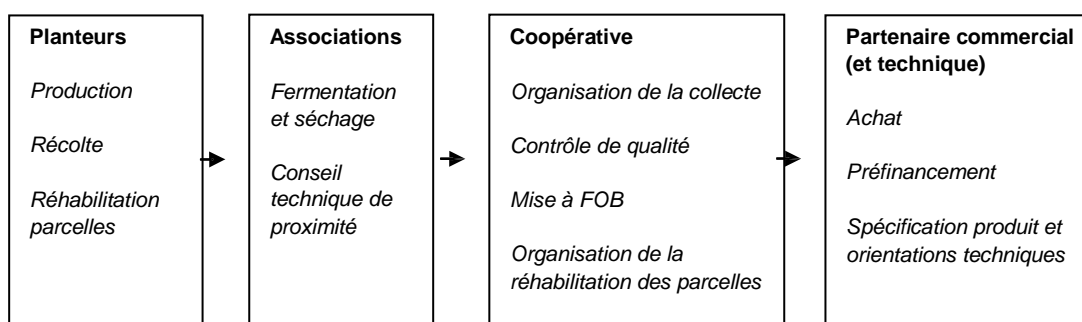 Planteurs
Production
Récolte
Réhabilitation
parcelles
Associations
Fermentation
et séchage
Conseil
technique de
proximité
Coopérative
Organisation de la collecte
Contrôle de qualité
Mise à FOB
Organisation de la
réhabilitation des parcelles
Partenaire commercial
(et technique)
Achat
Préfinancement
Spécification produit et
orientations techniques